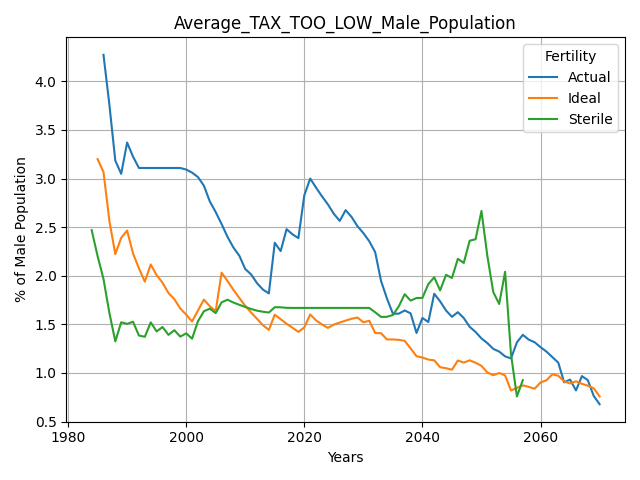 Average_TAX_TOO_LOW_Male_Population
Fertility
Actual
Ideal
Sterile
% of Male Population
4.0
3.5
3.0
2.5
2.0
1.5
1.0
0.5
1980
2000
2020
2040
2060
Years